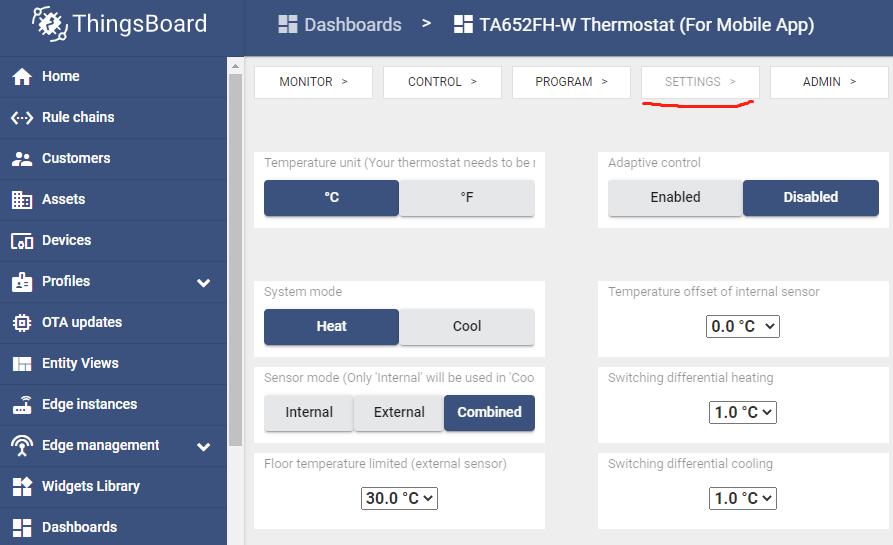 ThingsBoard
Dashboards > TA652FH-W Thermostat (For Mobile App)
Home
Rule chains
Customers
Assets
Devices
Profiles
OTA updates
Entity Views
Edge instances
Edge management
Widgets Library
Dashboards
MONITOR > CONTROL > PROGRAM > SETTINGS > ADMIN >
Temperature unit (Your thermostat needs to be
°C °F
Adaptive control
Enabled Disabled
System mode
Heat Cool
Temperature offset of internal sensor
0.0 °C
Sensor mode (Only 'Internal' will be used in 'Coo
Internal External Combined
Switching differential heating
1.0 °C
Floor temperature limited (external sensor)
30.0 °C
Switching differential cooling
1.0 °C